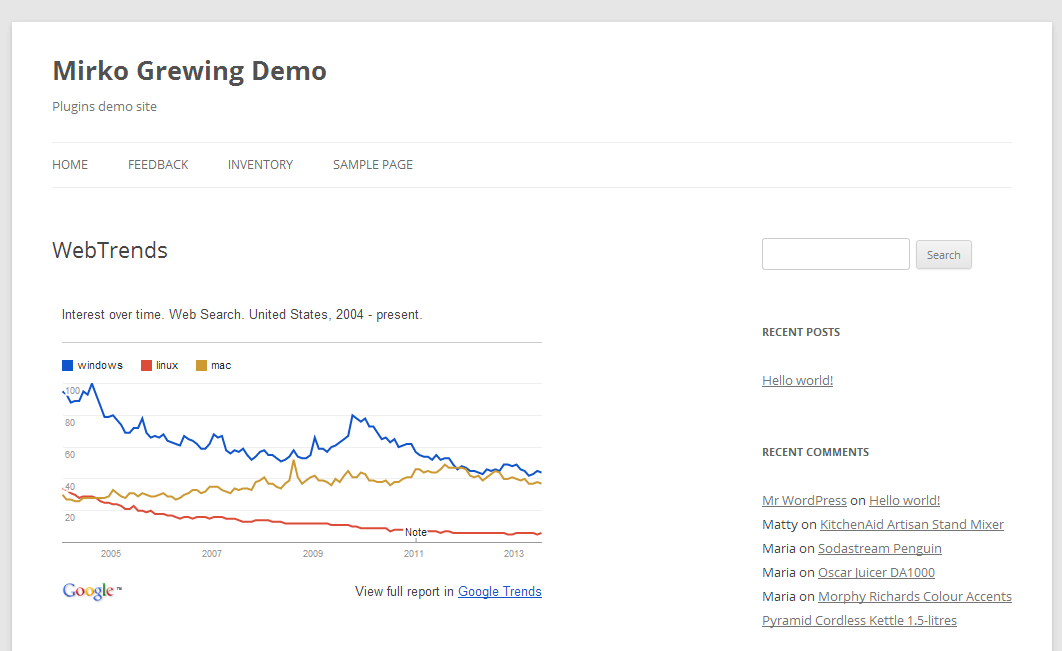 Mirko Grewing Demo
Plugins demo site
HOME FEEDBACK INVENTORY SAMPLE PAGE
WebTrends
Interest over time. Web Search. United States, 2004 - present.
windows linux mac
100
80
60
40
20
Note
2005 2007 2009 2011 2013
Google™
View full report in Google Trends
Search
RECENT POSTS
Hello world!
RECENT COMMENTS
Mr WordPress on Hello world!
Matty on KitchenAid Artisan Stand Mixer
Maria on Sodastream Penguin
Maria on Oscar Juicer DA1000
Maria on Morphy Richards Colour Accents
Pyramid Cordless Kettle 1.5-litres